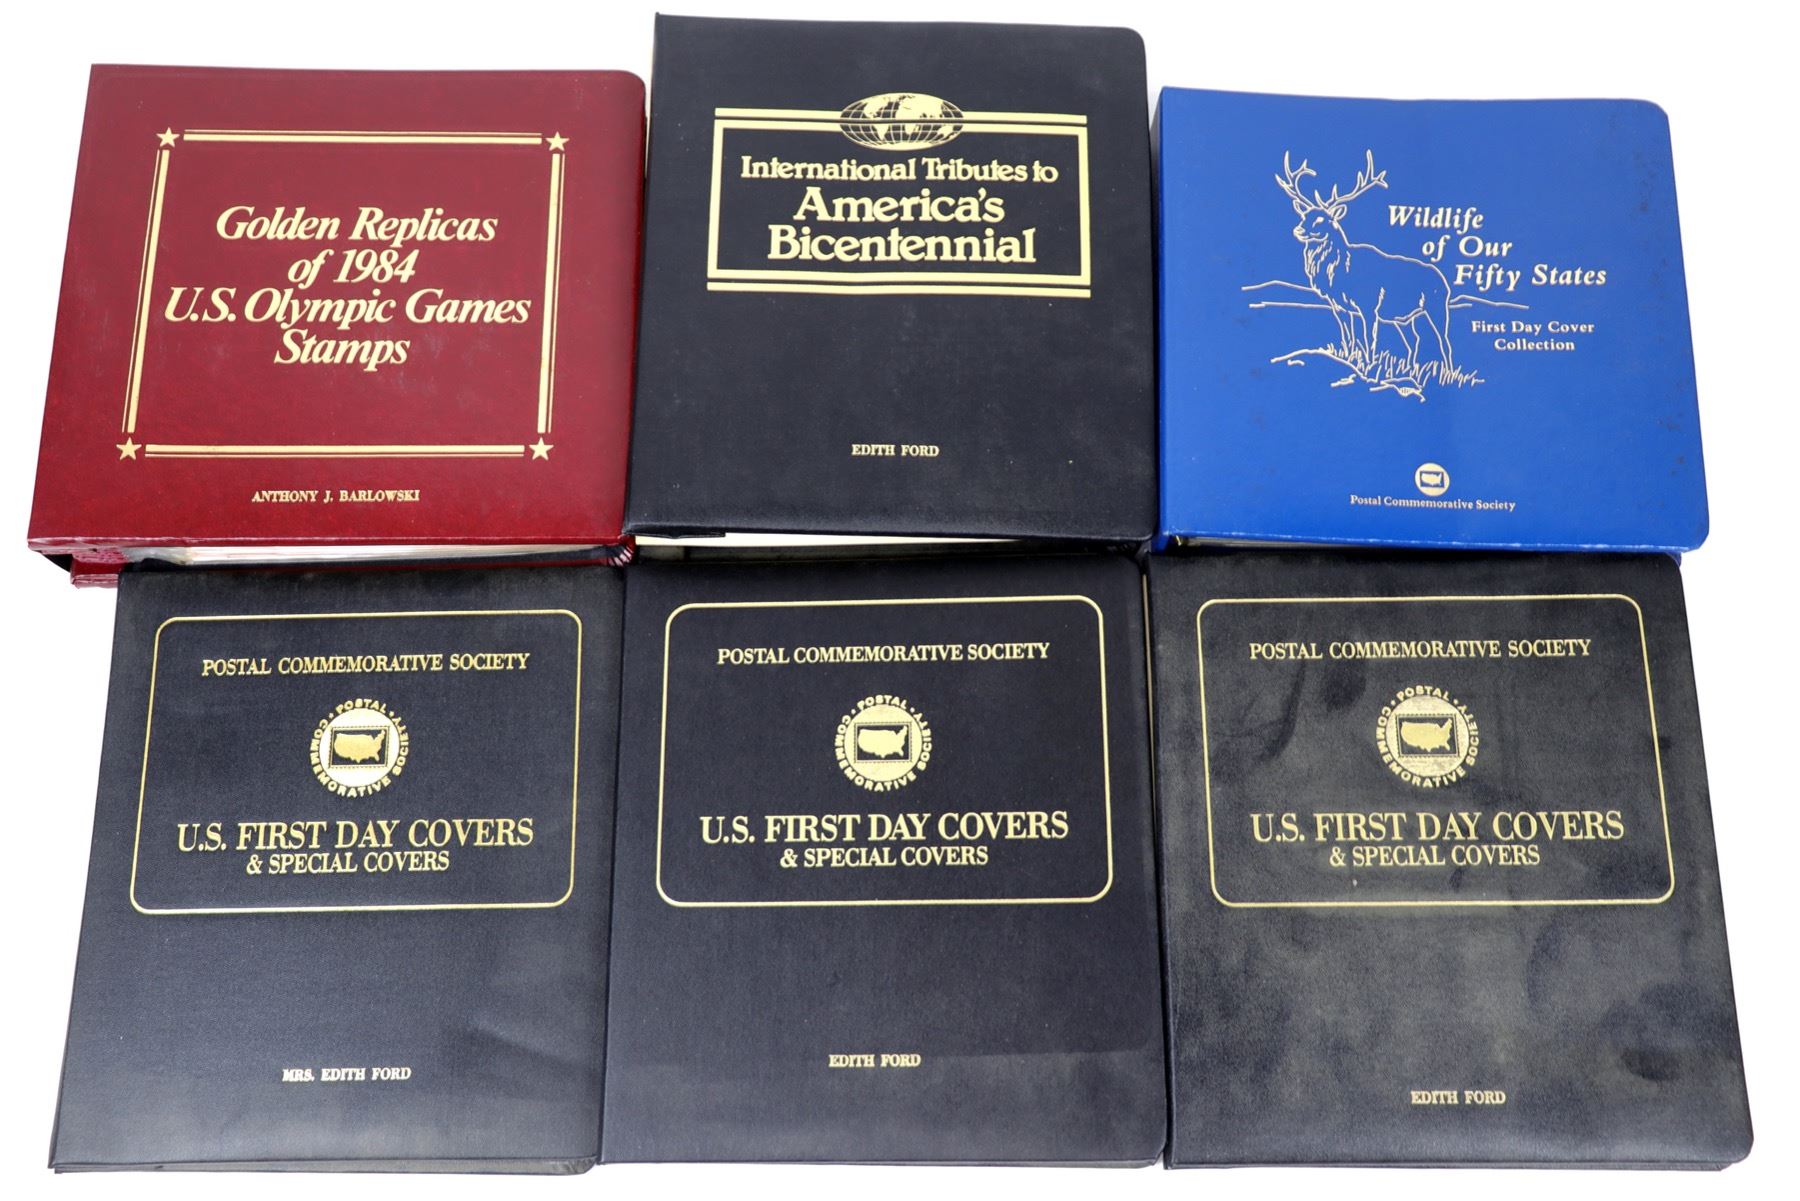 Golden Replicas
of 1984
U.S. Olympic Games
Stamps
ANTHONY J. BARLOWSKI
International Tributes to
America's
Bicentennial
EDITH FORD
Wildlife
of Our
Fifty States
First Day Cover
Collection
Postal Commemorative Society
POSTAL COMMEMORATIVE SOCIETY
• POSTAL •
COMMEMORATIVE SOCIETY
U.S. FIRST DAY COVERS
& SPECIAL COVERS
MRS. EDITH FORD
POSTAL COMMEMORATIVE SOCIETY
• POSTAL •
COMMEMORATIVE SOCIETY
U.S. FIRST DAY COVERS
& SPECIAL COVERS
EDITH FORD
POSTAL COMMEMORATIVE SOCIETY
• POSTAL •
COMMEMORATIVE SOCIETY
U.S. FIRST DAY COVERS
& SPECIAL COVERS
EDITH FORD